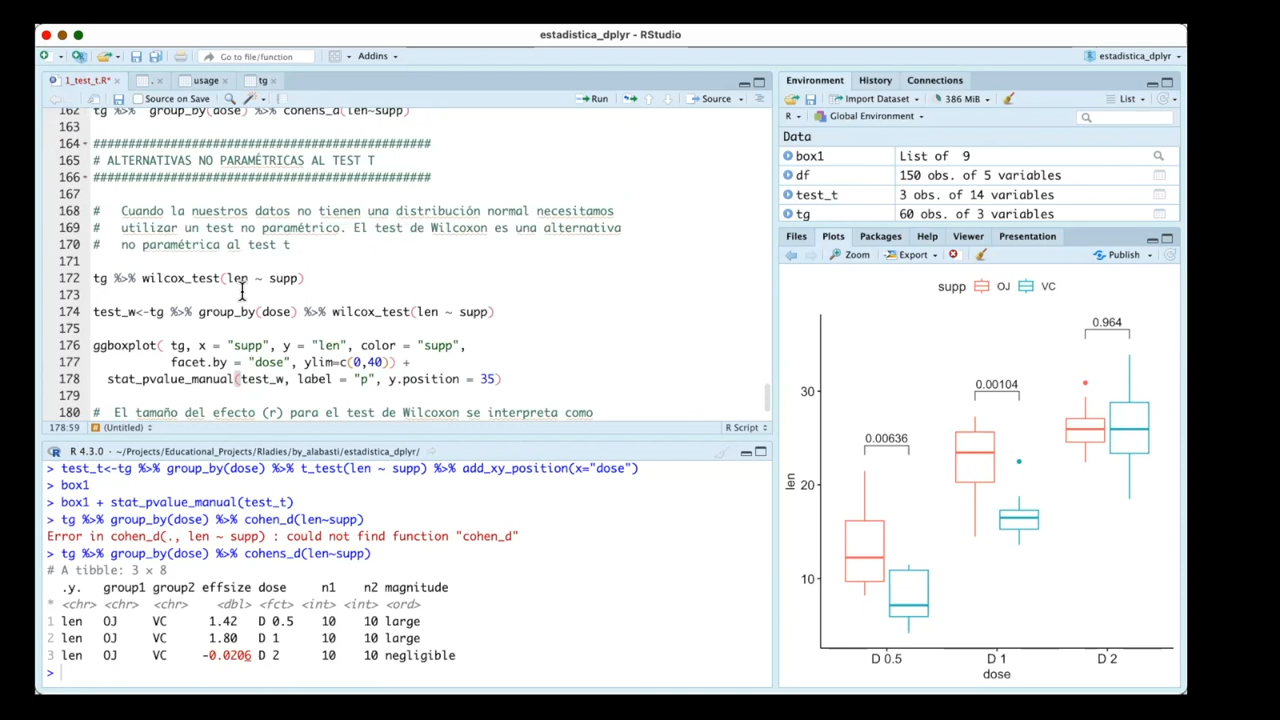 estadistica_dplyr - RStudio
Go to file/function
Addins
estadistica_dplyr
1_test_t.R*
.
usage
tg
Source on Save
Run
Source
162 tg %>% group_by(dose) %>% cohens_d(len~supp)
163
164 ###############################################
165 # ALTERNATIVAS NO PARAMÉTRICAS AL TEST T
166 ###############################################
167
168 #   Cuando la nuestros datos no tienen una distribución normal necesitamos
169 #   utilizar un test no paramétrico. El test de Wilcoxon es una alternativa
170 #   no paramétrica al test t
171
172 tg %>% wilcox_test(len ~ supp)
173
174 test_w<-tg %>% group_by(dose) %>% wilcox_test(len ~ supp)
175
176 ggboxplot( tg, x = "supp", y = "len", color = "supp",
177            facet.by = "dose", ylim=c(0,40)) +
178   stat_pvalue_manual(test_w, label = "p", y.position = 35)
179
180 #  El tamaño del efecto (r) para el test de Wilcoxon se interpreta como
178:59
(Untitled)
R Script
R 4.3.0 · ~/Projects/Educational_Projects/Rladies/by_alabasti/estadistica_dplyr/
> test_t<-tg %>% group_by(dose) %>% t_test(len ~ supp) %>% add_xy_position(x="dose")
> box1
> box1 + stat_pvalue_manual(test_t)
> tg %>% group_by(dose) %>% cohen_d(len~supp)
Error in cohen_d(., len ~ supp) : could not find function "cohen_d"
> tg %>% group_by(dose) %>% cohens_d(len~supp)
# A tibble: 3 × 8
.y. group1 group2 effsize dose n1 n2 magnitude
* <chr> <chr> <chr> <dbl> <fct> <int> <int> <ord>
1 len OJ VC 1.42 D 0.5 10 10 large
2 len OJ VC 1.80 D 1 10 10 large
3 len OJ VC -0.0206 D 2 10 10 negligible
>
Environment
History
Connections
Import Dataset
386 MiB
List
R
Global Environment
Data
box1 List of 9
df 150 obs. of 5 variables
test_t 3 obs. of 14 variables
tg 60 obs. of 3 variables
Files
Plots
Packages
Help
Viewer
Presentation
Zoom
Export
Publish
supp OJ VC
0.964
0.00104
0.00636
30
20
10
len
D 0.5
D 1
D 2
dose